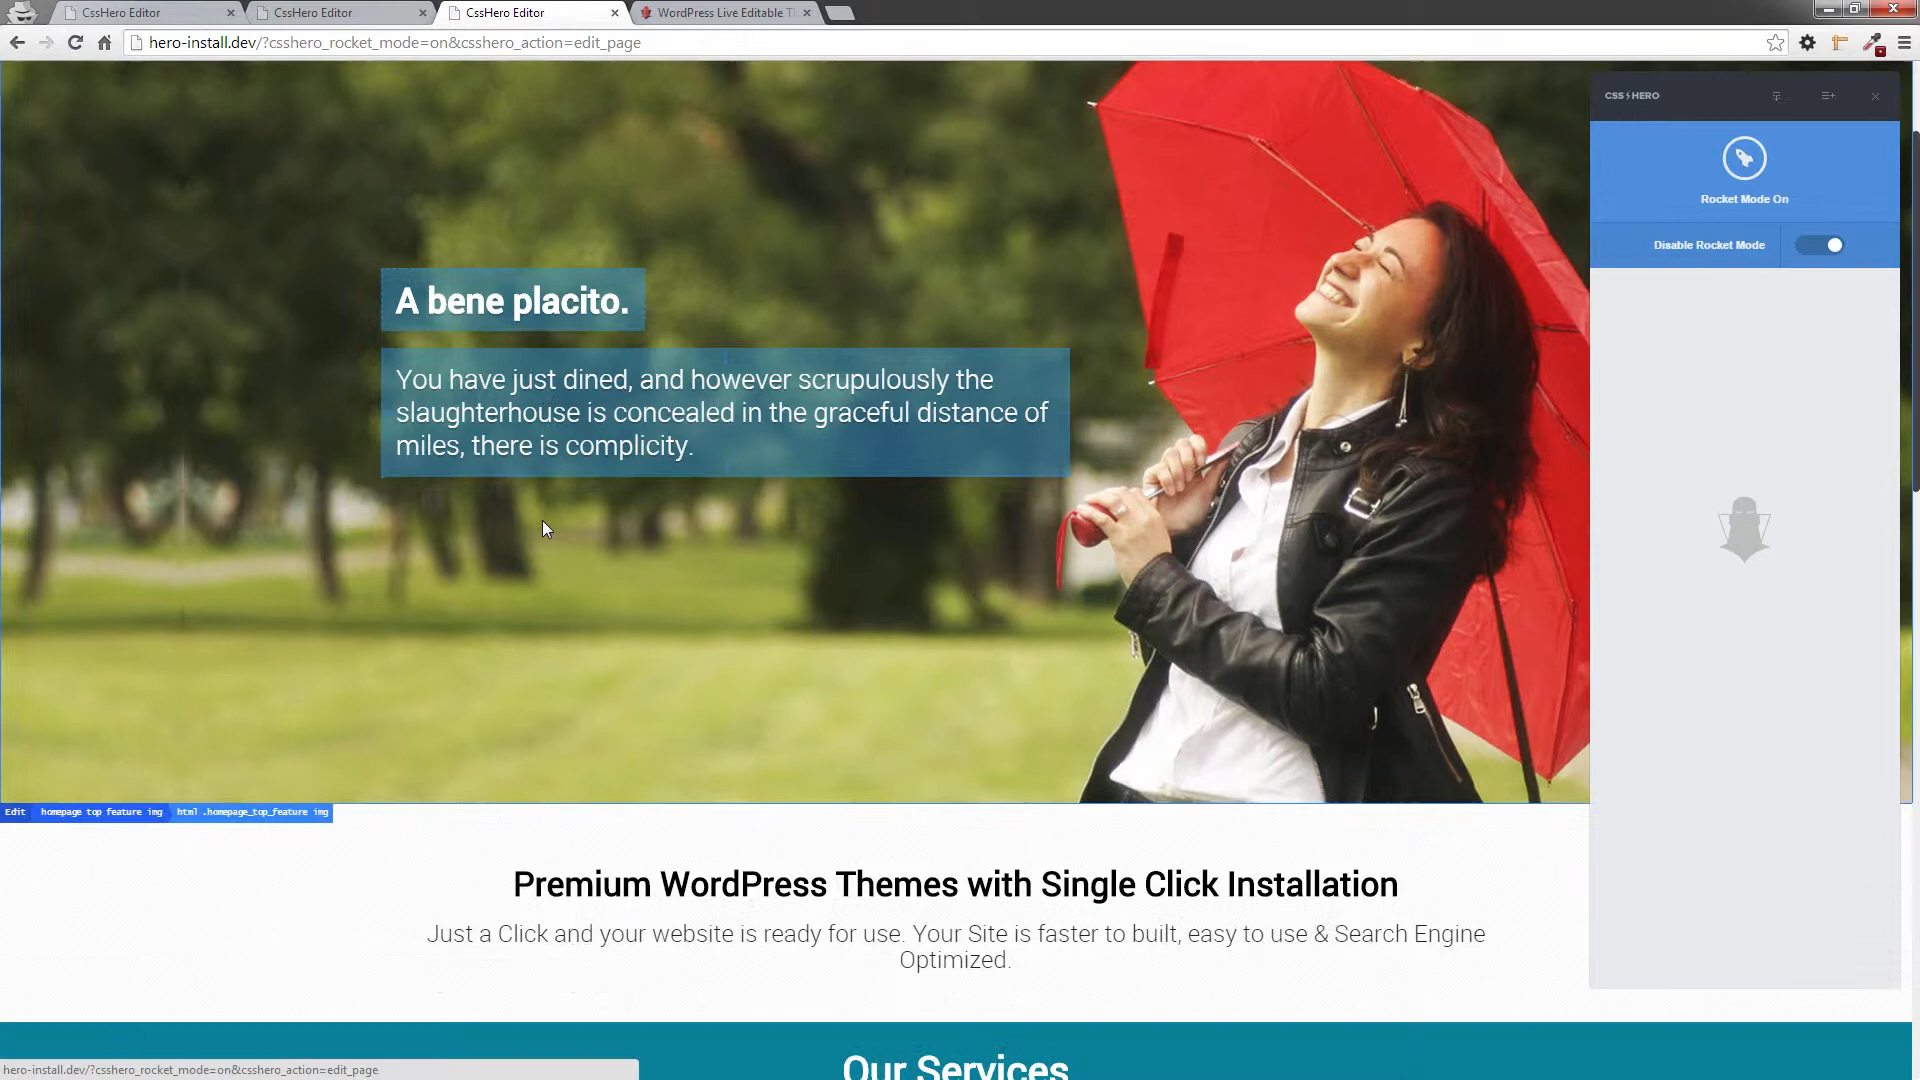 CssHero Editor
CssHero Editor
CssHero Editor
WordPress Live Editable T
hero-install.dev/?csshero_rocket_mode=on&csshero_action=edit_page
CSS HERO
Rocket Mode On
Disable Rocket Mode
A bene placito.
You have just dined, and however scrupulously the
slaughterhouse is concealed in the graceful distance of
miles, there is complicity.
Edit homepage top feature img html .homepage_top_feature img
Premium WordPress Themes with Single Click Installation
Just a Click and your website is ready for use. Your Site is faster to built, easy to use & Search Engine
Optimized.
Our Services
hero-install.dev/?csshero_rocket_mode=on&csshero_action=edit_page